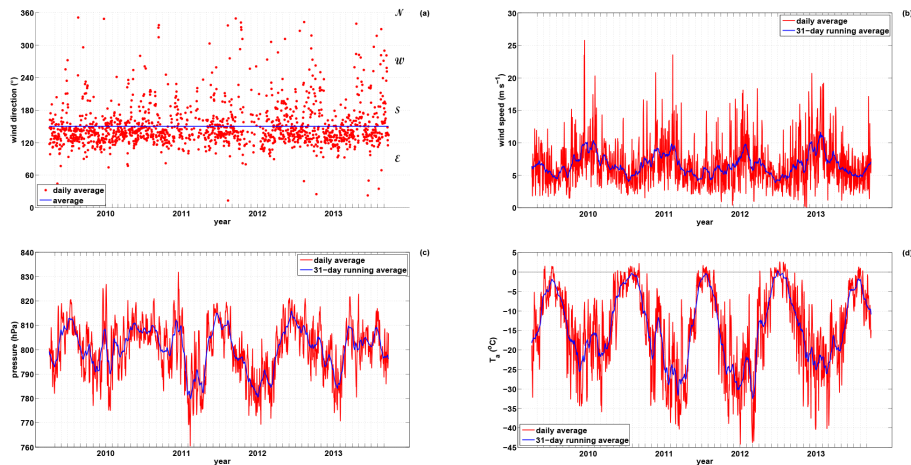 360
300
240
180
120
60
0
wind direction (°)
𝒩
𝒲
𝒮
ℰ
(a)
daily average
average
2010 2011 2012 2013
year
30
25
20
15
10
5
0
wind speed (m s⁻¹)
(b)
daily average
31−day running average
2010 2011 2012 2013
year
840
820
810
800
790
780
760
pressure (hPa)
(c)
daily average
31−day running average
2010 2011 2012 2013
year
5
0
−5
−10
−15
−20
−25
−30
−35
−40
−45
Tₐ (°C)
(d)
daily average
31−day running average
2010 2011 2012 2013
year